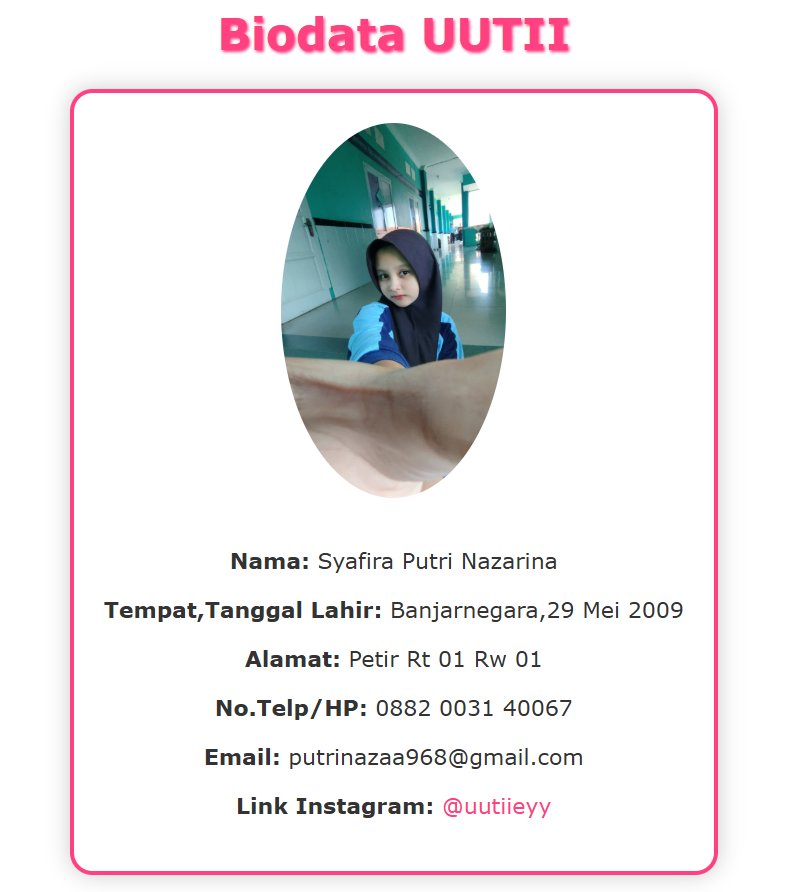 Biodata UUTII
Nama: Syafira Putri Nazarina
Tempat,Tanggal Lahir: Banjarnegara,29 Mei 2009
Alamat: Petir Rt 01 Rw 01
No.Telp/HP: 0882 0031 40067
Email: putrinazaa968@gmail.com
Link Instagram: @uutiieyy